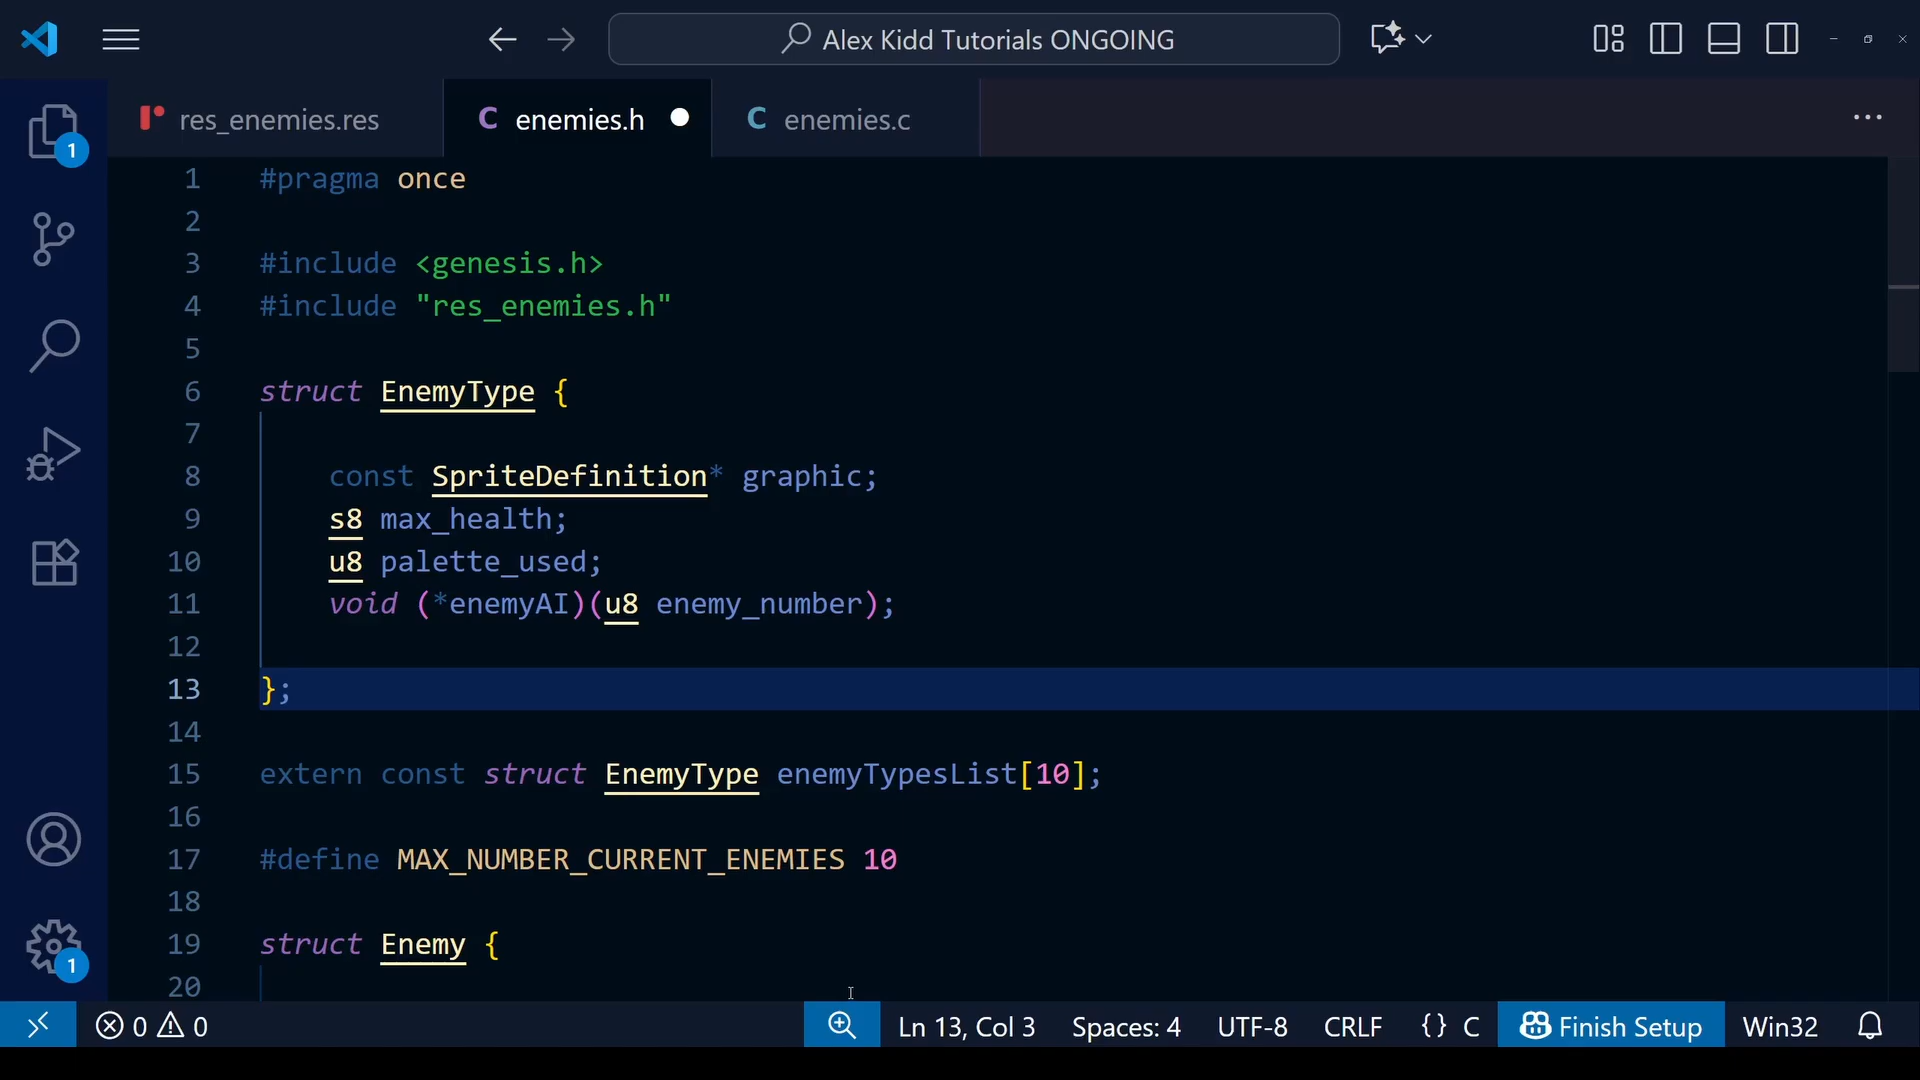 Alex Kidd Tutorials ONGOING
res_enemies.res
C enemies.h
C enemies.c
1
1 #pragma once
2
3 #include <genesis.h>
4 #include "res_enemies.h"
5
6 struct EnemyType {
7
8 const SpriteDefinition* graphic;
9 s8 max_health;
10 u8 palette_used;
11 void (*enemyAI)(u8 enemy_number);
12
13 };
14
15 extern const struct EnemyType enemyTypesList[10];
16
17 #define MAX_NUMBER_CURRENT_ENEMIES 10
18
19 struct Enemy {
20
1
0 0
Ln 13, Col 3
Spaces: 4
UTF-8
CRLF
{} C
Finish Setup
Win32